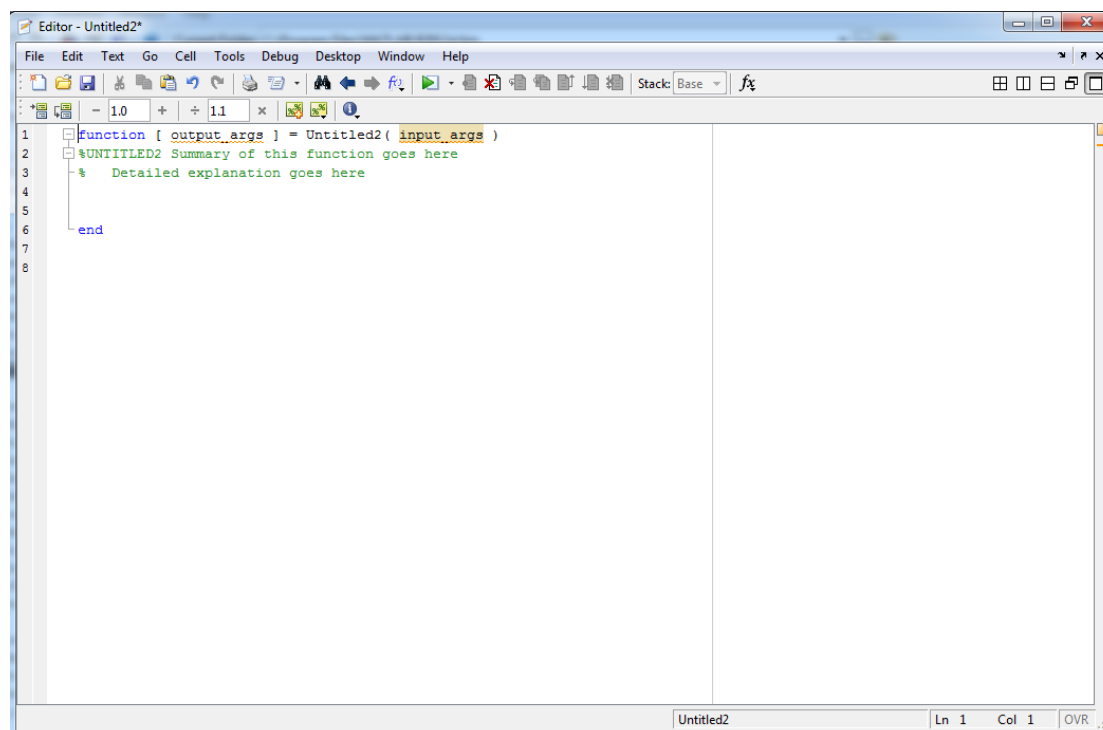 Editor - Untitled2*
File Edit Text Go Cell Tools Debug Desktop Window Help
Stack: Base fx
- 1.0 + ÷ 1.1 ×
1 function [ output_args ] = Untitled2( input_args )
2 %UNTITLED2 Summary of this function goes here
3 % Detailed explanation goes here
4
5
6 end
7
8
Untitled2 Ln 1 Col 1 OVR